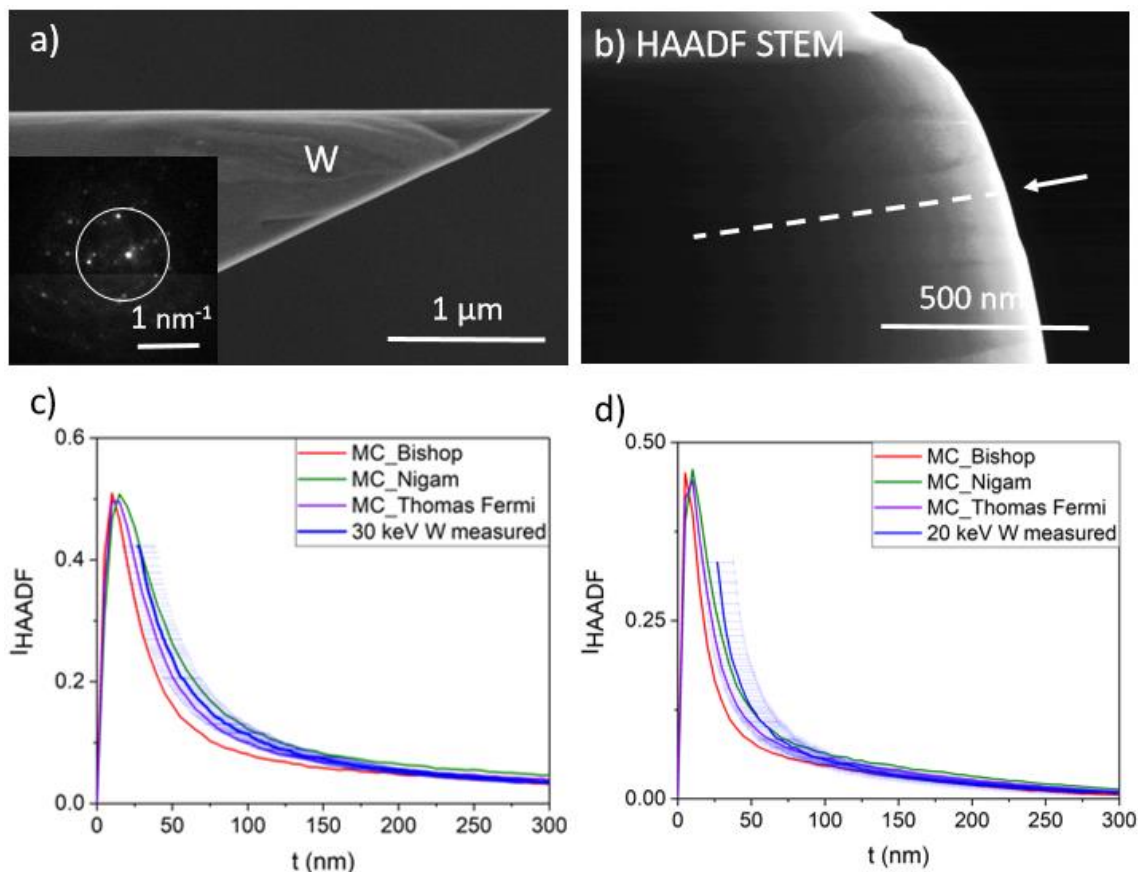 a)
W
1 nm⁻¹
1 µm
b) HAADF STEM
500 nm
c)
I_HAADF
0.6
0.4
0.2
0.0
MC_Bishop
MC_Nigam
MC_Thomas Fermi
30 keV W measured
0 50 100 150 200 250 300
t (nm)
d)
I_HAADF
0.50
0.25
0.00
MC_Bishop
MC_Nigam
MC_Thomas Fermi
20 keV W measured
0 50 100 150 200 250 300
t (nm)